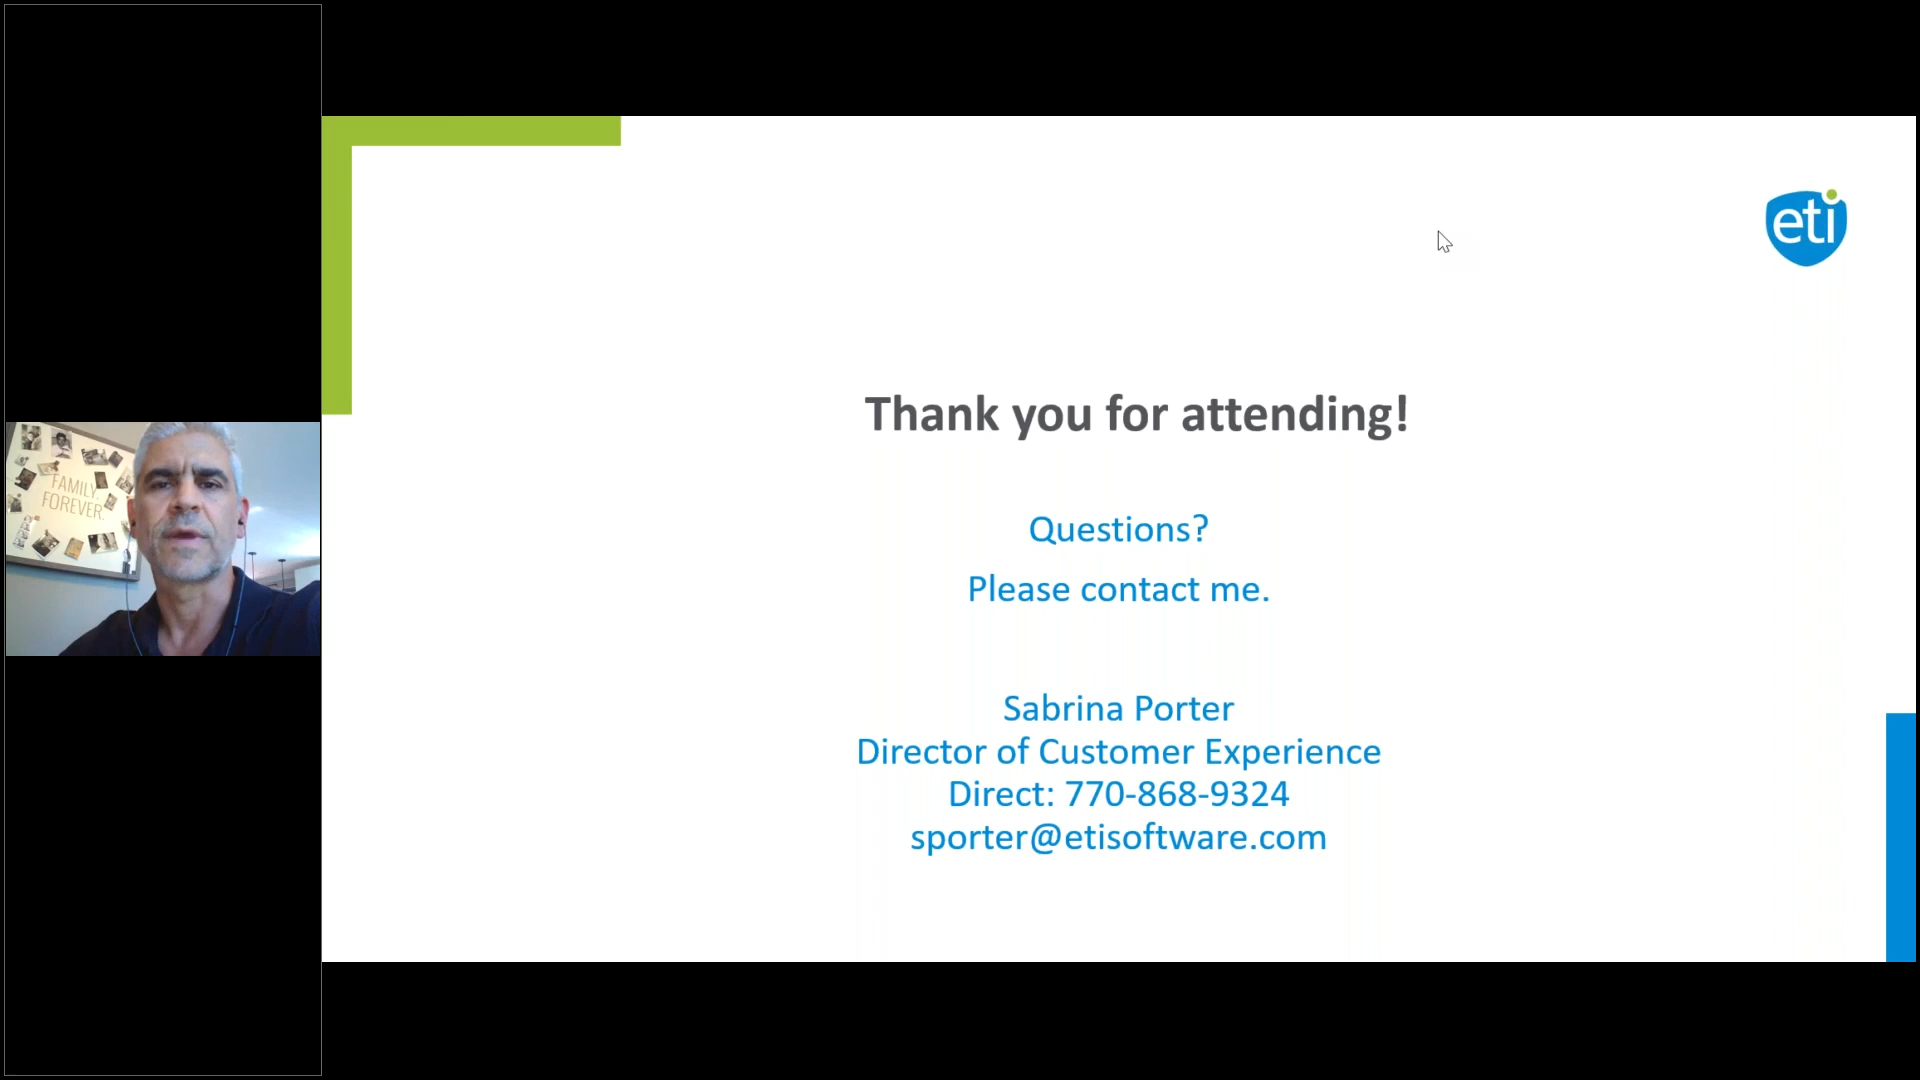 FAMILY.
FOREVER.
eti
Thank you for attending!
Questions?
Please contact me.
Sabrina Porter
Director of Customer Experience
Direct: 770-868-9324
sporter@etisoftware.com